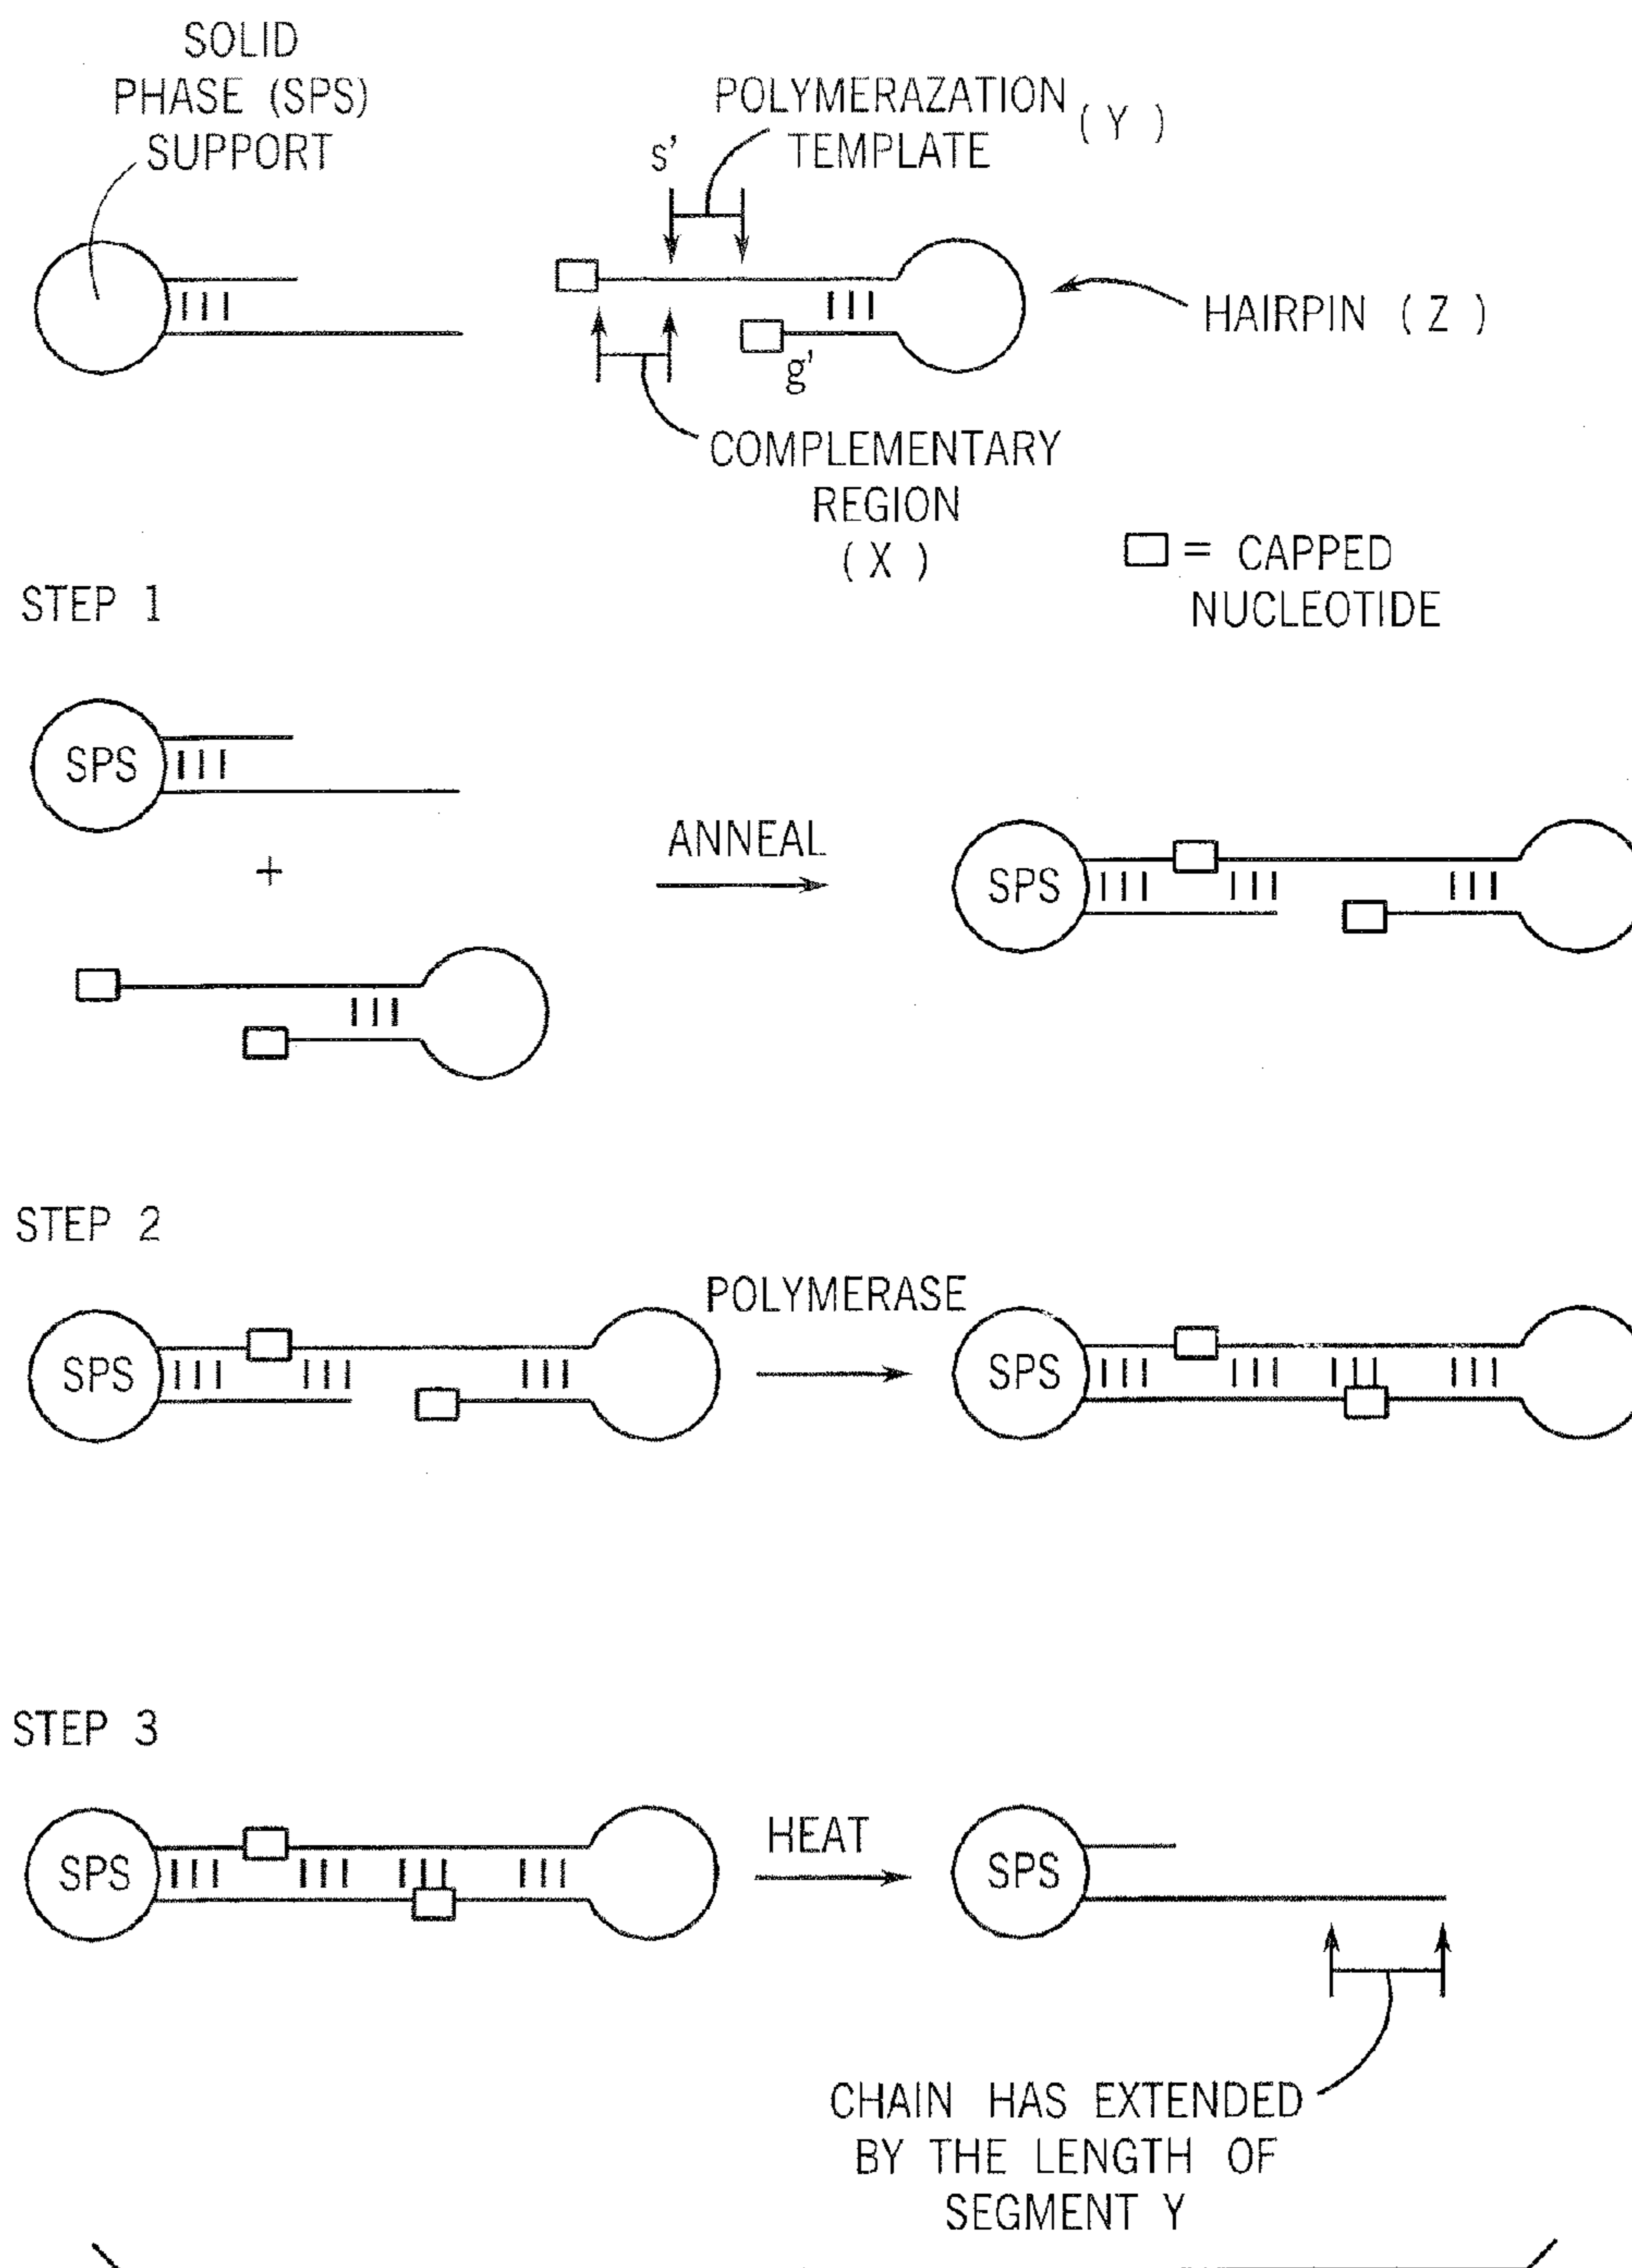 SOLID
PHASE (SPS)
SUPPORT
POLYMERAZATION ( Y )
TEMPLATE
s'
HAIRPIN ( Z )
g'
COMPLEMENTARY
REGION
( X )
= CAPPED
NUCLEOTIDE
STEP 1
SPS
+
ANNEAL
SPS
STEP 2
SPS
POLYMERASE
SPS
STEP 3
SPS
HEAT
SPS
CHAIN HAS EXTENDED
BY THE LENGTH OF
SEGMENT Y